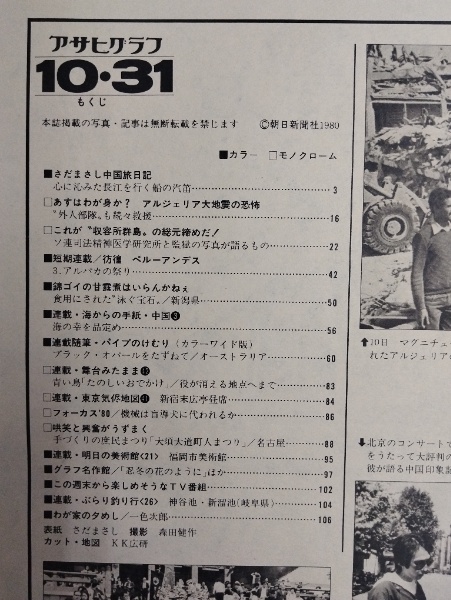 アサヒグラフ
10・31
もくじ
本誌掲載の写真・記事は無断転載を禁じます ©朝日新聞社1980
■カラー □モノクローム
■さだまさし中国旅日記
心に沁みた長江を行く船の汽笛 3
□あすはわが身か? アルジェリア大地震の恐怖
“外人部隊”も続々救援 16
□これが“収容所群島”の総元締めだ!
ソ連司法精神医学研究所と監獄の写真が語るもの 22
■短期連載/彷徨 ペルーアンデス
3.アルパカの祭り 42
■錦ゴイの甘露煮はいらんかねぇ
食用にされた“泳ぐ宝石”/新潟県 50
■連載・海からの手紙・中国❸
海の幸を品定め 56
■連載随筆・パイプのけむり(カラーワイド版)
ブラック・オパールをたずねて/オーストラリア 60
□連載・舞台みたまま⓬
青い鳥「たのしいおでかけ」/役が消える地点へまで 83
□連載・東京気侭地図 新宿末広亭昼席 84
□フォーカス'80/機械は盲導犬に代われるか 86
□哄笑と興奮がうずまく
手づくりの庶民まつり「大須大道町人まつり」/名古屋 88
■連載・明日の美術館<21> 福岡市美術館 95
■グラフ名作館/「忍冬の花のように」ほか 97
■この週末から楽しめそうなTV番組 102
■連載・ぶらり釣り行<26> 神谷池・新溜池(岐阜県) 104
■わが家の夕めし/一色次郎 106
表紙 さだまさし 撮影 森田健作
カット・地図 KK広研
↑10日 マグニチュ
れたアルジェリアの
↓北京のコンサートで
をうたって大評判の
彼が語る中国印象記